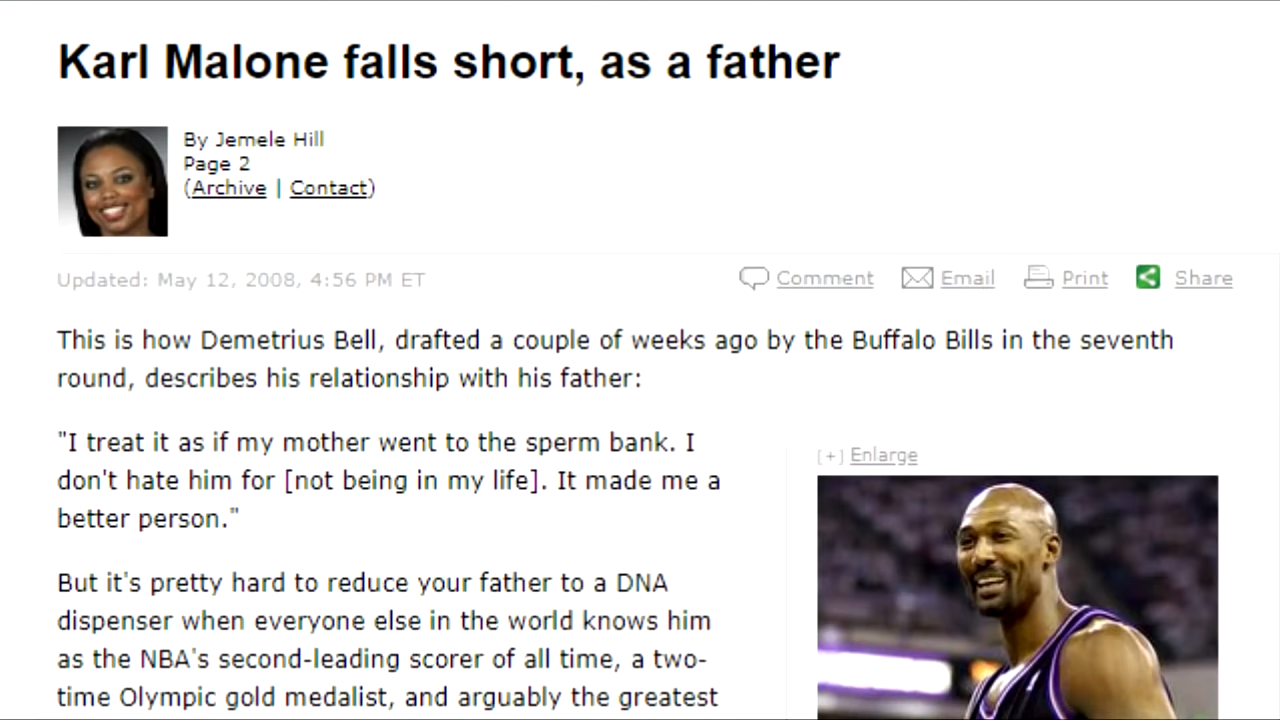 Karl Malone falls short, as a father
By Jemele Hill
Page 2
(Archive | Contact)
Updated: May 12, 2008, 4:56 PM ET
Comment Email Print Share
This is how Demetrius Bell, drafted a couple of weeks ago by the Buffalo Bills in the seventh
round, describes his relationship with his father:
"I treat it as if my mother went to the sperm bank. I
don't hate him for [not being in my life]. It made me a
better person."
[+] Enlarge
But it's pretty hard to reduce your father to a DNA
dispenser when everyone else in the world knows him
as the NBA's second-leading scorer of all time, a two-
time Olympic gold medalist, and arguably the greatest